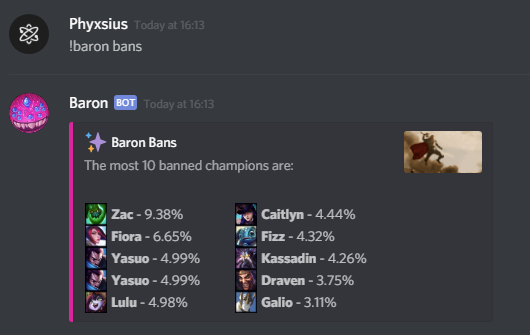 Phyxsius Today at 16:13
!baron bans
Baron BOT Today at 16:13
Baron Bans
The most 10 banned champions are:
Zac - 9.38%
Fiora - 6.65%
Yasuo - 4.99%
Yasuo - 4.99%
Lulu - 4.98%
Caitlyn - 4.44%
Fizz - 4.32%
Kassadin - 4.26%
Draven - 3.75%
Galio - 3.11%